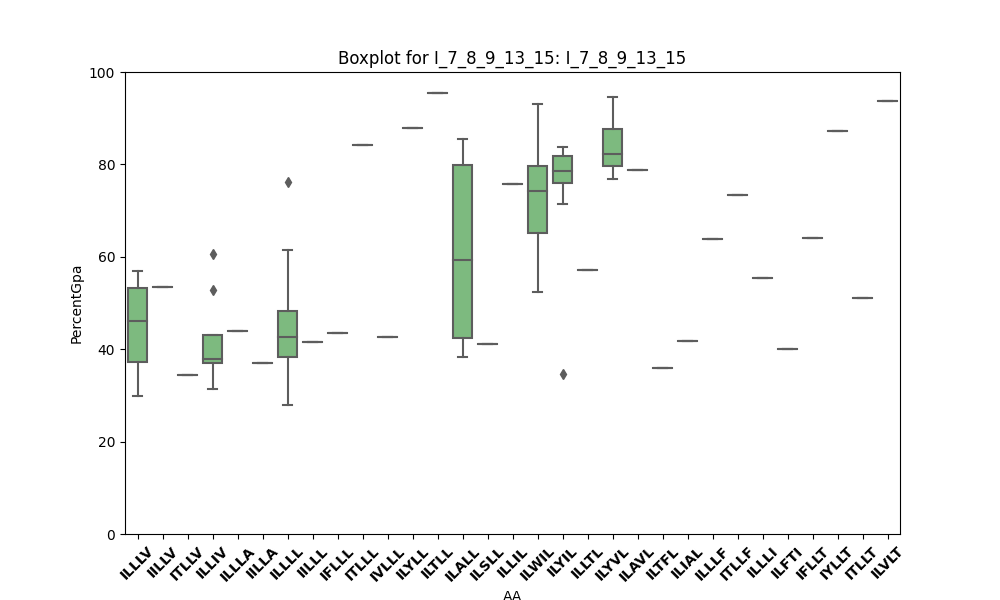 Boxplot for I_7_8_9_13_15: I_7_8_9_13_15
PercentGpa
100
80
60
40
20
0
ILLLV
IILLV
ITLLV
ILLIV
ILLLA
IILLA
ILLLL
IILLL
IFLLL
ITLLL
IVLLL
ILYLL
ILTLL
ILALL
ILSLL
ILLIL
ILWIL
ILYIL
ILLTL
ILYVL
ILAVL
ILTFL
ILIAL
ILLLF
ITLLF
ILLLI
ILFTI
IFLLT
IYLLT
ITLLT
ILVLT
AA